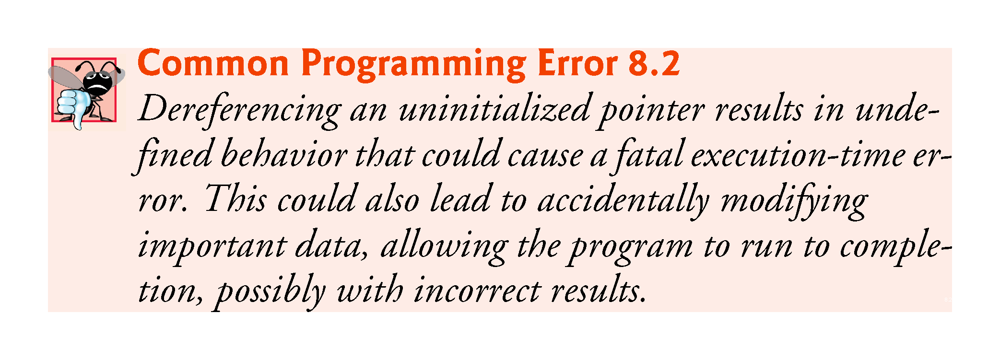 Common Programming Error 8.2
Dereferencing an uninitialized pointer results in unde-
fined behavior that could cause a fatal execution-time er-
ror. This could also lead to accidentally modifying
important data, allowing the program to run to comple-
tion, possibly with incorrect results.
82